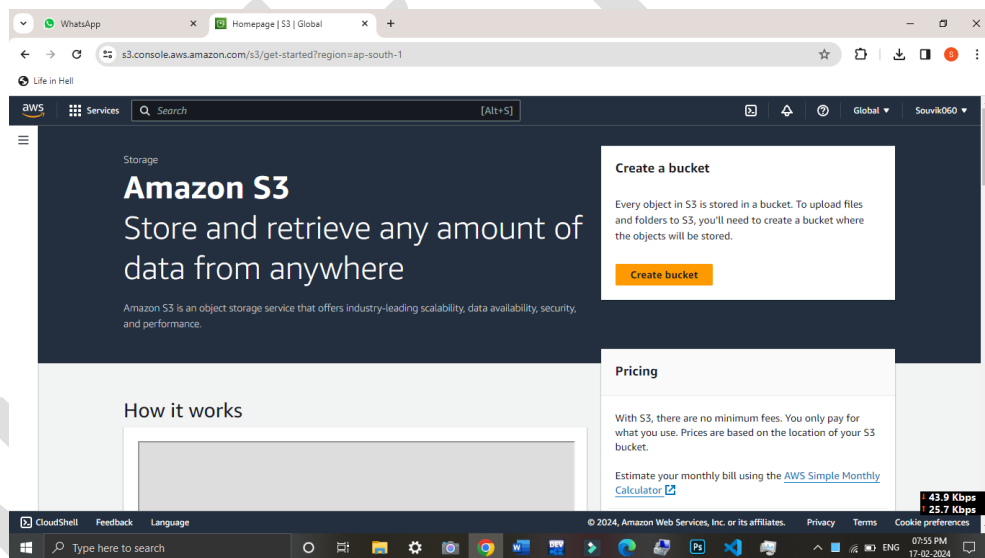 WhatsApp
Homepage | S3 | Global
s3.console.aws.amazon.com/s3/get-started?region=ap-south-1
Life in Hell
aws
Services
Search
[Alt+S]
Global
Souvik060
Storage
Amazon S3
Store and retrieve any amount of
data from anywhere
Amazon S3 is an object storage service that offers industry-leading scalability, data availability, security,
and performance.
Create a bucket
Every object in S3 is stored in a bucket. To upload files
and folders to S3, you'll need to create a bucket where
the objects will be stored.
Create bucket
Pricing
With S3, there are no minimum fees. You only pay for
what you use. Prices are based on the location of your S3
bucket.
Estimate your monthly bill using the AWS Simple Monthly
Calculator
How it works
43.9 Kbps
25.7 Kbps
CloudShell Feedback Language
© 2024, Amazon Web Services, Inc. or its affiliates. Privacy Terms Cookie preferences
Type here to search
DEV
Ps
ENG
07:55 PM
17-02-2024